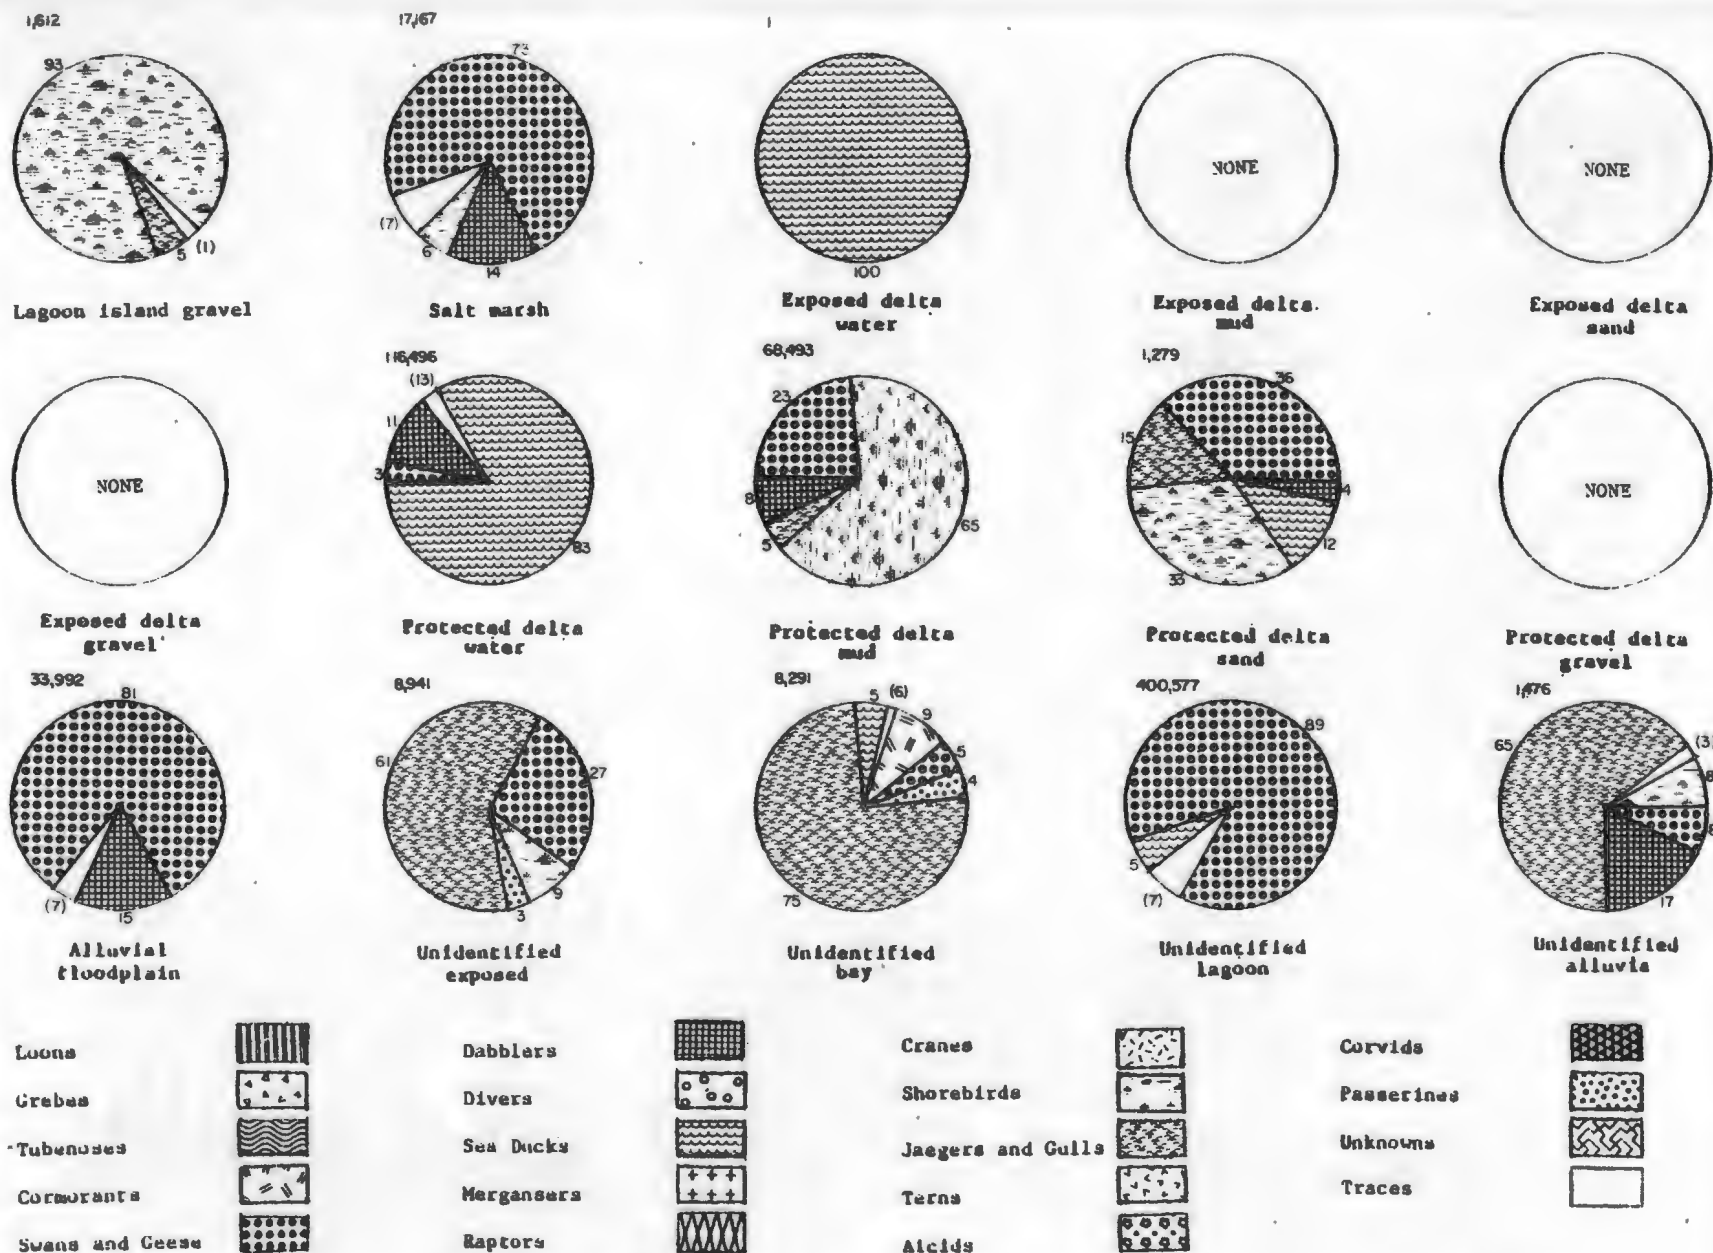 1,612
93
5
(1)
Lagoon island gravel
17,167
73
(7)
6
14
Salt marsh
1
100
Exposed delta
water
NONE
Exposed delta
mud
NONE
Exposed delta
sand
NONE
Exposed delta
gravel
116,496
(13)
11
3
83
Protected delta
water
68,493
23
8
5
65
Protected delta
mud
1,279
36
15
4
12
33
Protected delta
sand
NONE
Protected delta
gravel
33,992
81
(7)
15
Alluvial
floodplain
8,941
61
27
9
3
Unidentified
exposed
8,291
5
(6)
9
5
4
75
Unidentified
bay
400,577
89
5
(7)
Unidentified
lagoon
1,476
65
(3)
8
8
17
Unidentified
alluvia
Loons
Grebes
Tubenoses
Cormorants
Swans and Geese
Dabblers
Divers
Sea Ducks
Mergansers
Raptors
Cranes
Shorebirds
Jaegers and Gulls
Terns
Alcids
Corvids
Passerines
Unknowns
Traces